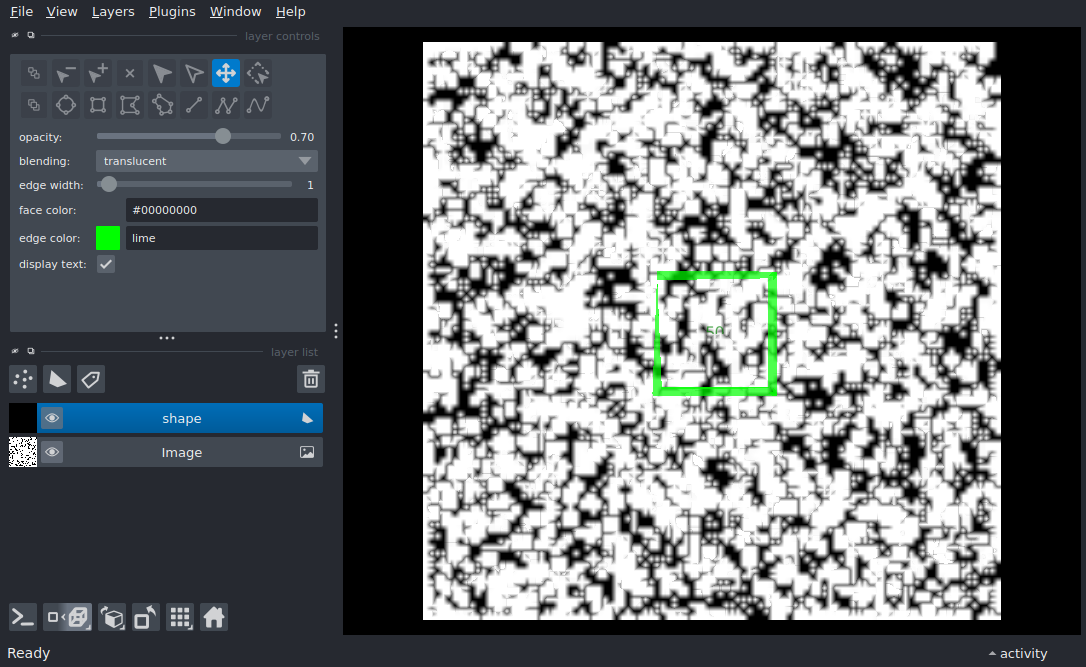 File View Layers Plugins Window Help
layer controls
opacity: 0.70
blending: translucent
edge width: 1
face color: #00000000
edge color: lime
display text:
layer list
shape
Image
Ready
activity